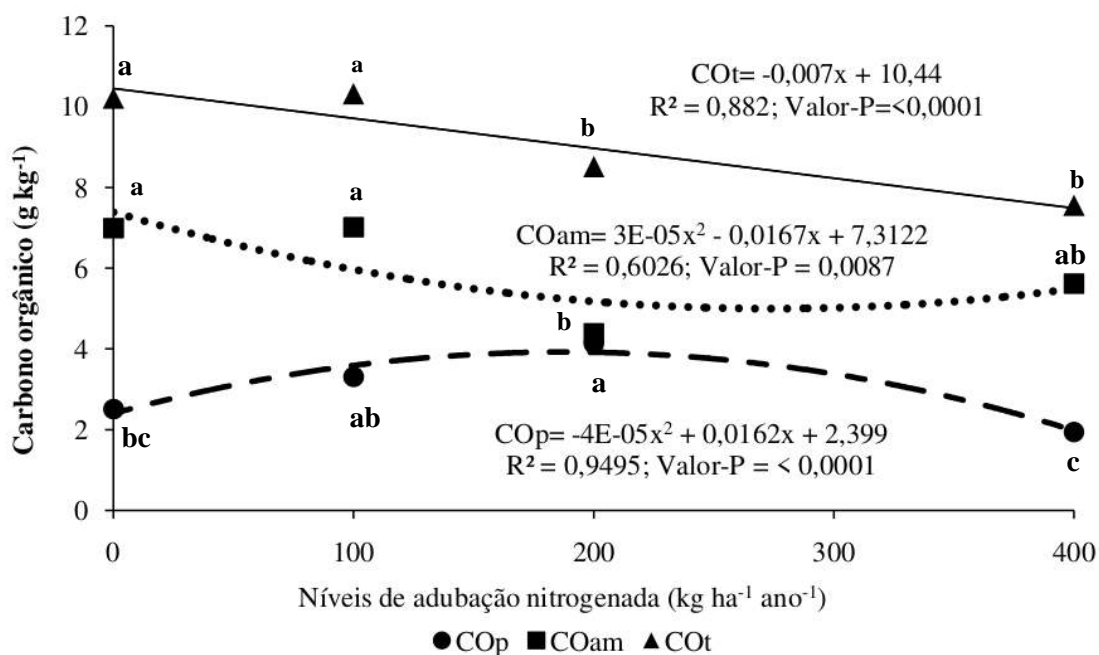 12
10
8
6
4
2
0
Carbono orgânico (g kg⁻¹)
a
a
b
b
COt= -0,007x + 10,44
R² = 0,882; Valor-P=<0,0001
a
a
b
ab
COam= 3E-05x² - 0,0167x + 7,3122
R² = 0,6026; Valor-P = 0,0087
bc
ab
a
c
COp= -4E-05x² + 0,0162x + 2,399
R² = 0,9495; Valor-P = < 0,0001
0 100 200 300 400
Níveis de adubação nitrogenada (kg ha⁻¹ ano⁻¹)
COp COam COt